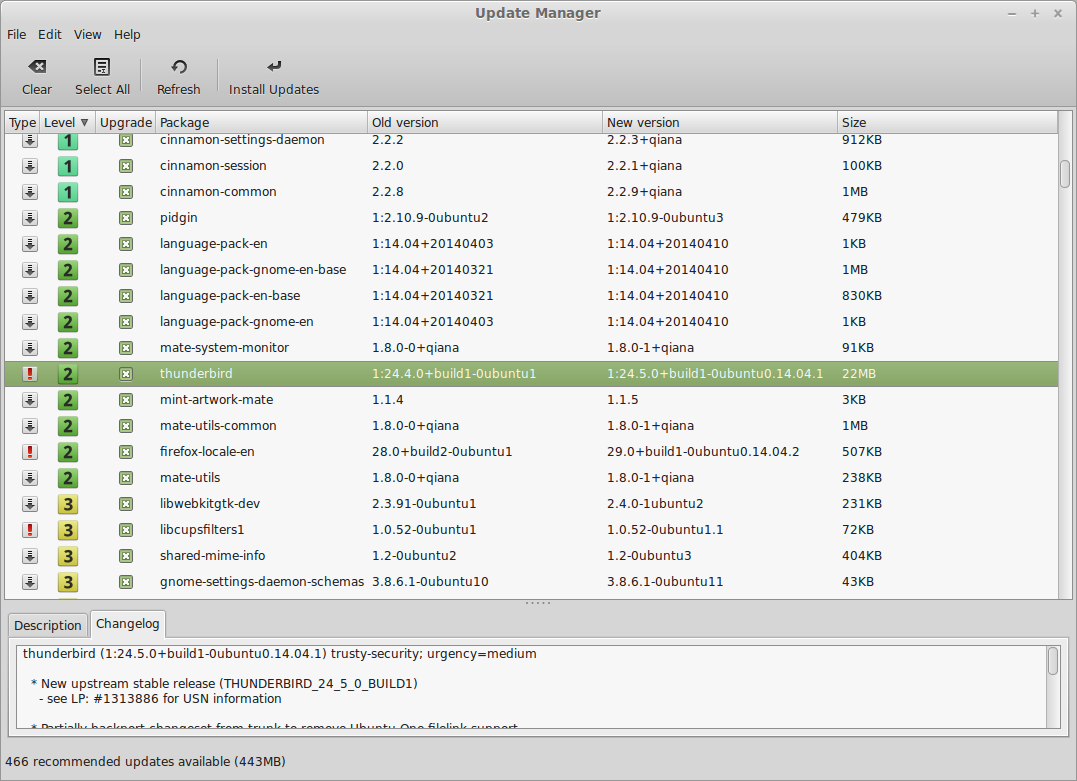 Update Manager
File Edit View Help
Clear Select All Refresh Install Updates
Type Level Upgrade Package Old version New version Size
1 cinnamon-settings-daemon 2.2.2 2.2.3+qiana 912KB
1 cinnamon-session 2.2.0 2.2.1+qiana 100KB
1 cinnamon-common 2.2.8 2.2.9+qiana 1MB
2 pidgin 1:2.10.9-0ubuntu2 1:2.10.9-0ubuntu3 479KB
2 language-pack-en 1:14.04+20140403 1:14.04+20140410 1KB
2 language-pack-gnome-en-base 1:14.04+20140321 1:14.04+20140410 1MB
2 language-pack-en-base 1:14.04+20140321 1:14.04+20140410 830KB
2 language-pack-gnome-en 1:14.04+20140403 1:14.04+20140410 1KB
2 mate-system-monitor 1.8.0-0+qiana 1.8.0-1+qiana 91KB
! 2 thunderbird 1:24.4.0+build1-0ubuntu1 1:24.5.0+build1-0ubuntu0.14.04.1 22MB
2 mint-artwork-mate 1.1.4 1.1.5 3KB
2 mate-utils-common 1.8.0-0+qiana 1.8.0-1+qiana 1MB
! 2 firefox-locale-en 28.0+build2-0ubuntu1 29.0+build1-0ubuntu0.14.04.2 507KB
2 mate-utils 1.8.0-0+qiana 1.8.0-1+qiana 238KB
3 libwebkitgtk-dev 2.3.91-0ubuntu1 2.4.0-1ubuntu2 231KB
! 3 libcupsfilters1 1.0.52-0ubuntu1 1.0.52-0ubuntu1.1 72KB
3 shared-mime-info 1.2-0ubuntu2 1.2-0ubuntu3 404KB
3 gnome-settings-daemon-schemas 3.8.6.1-0ubuntu10 3.8.6.1-0ubuntu11 43KB
Description Changelog
thunderbird (1:24.5.0+build1-0ubuntu0.14.04.1) trusty-security; urgency=medium
* New upstream stable release (THUNDERBIRD_24_5_0_BUILD1)
- see LP: #1313886 for USN information
* Partially backport changeset from trunk to remove Ubuntu One filelink support
466 recommended updates available (443MB)